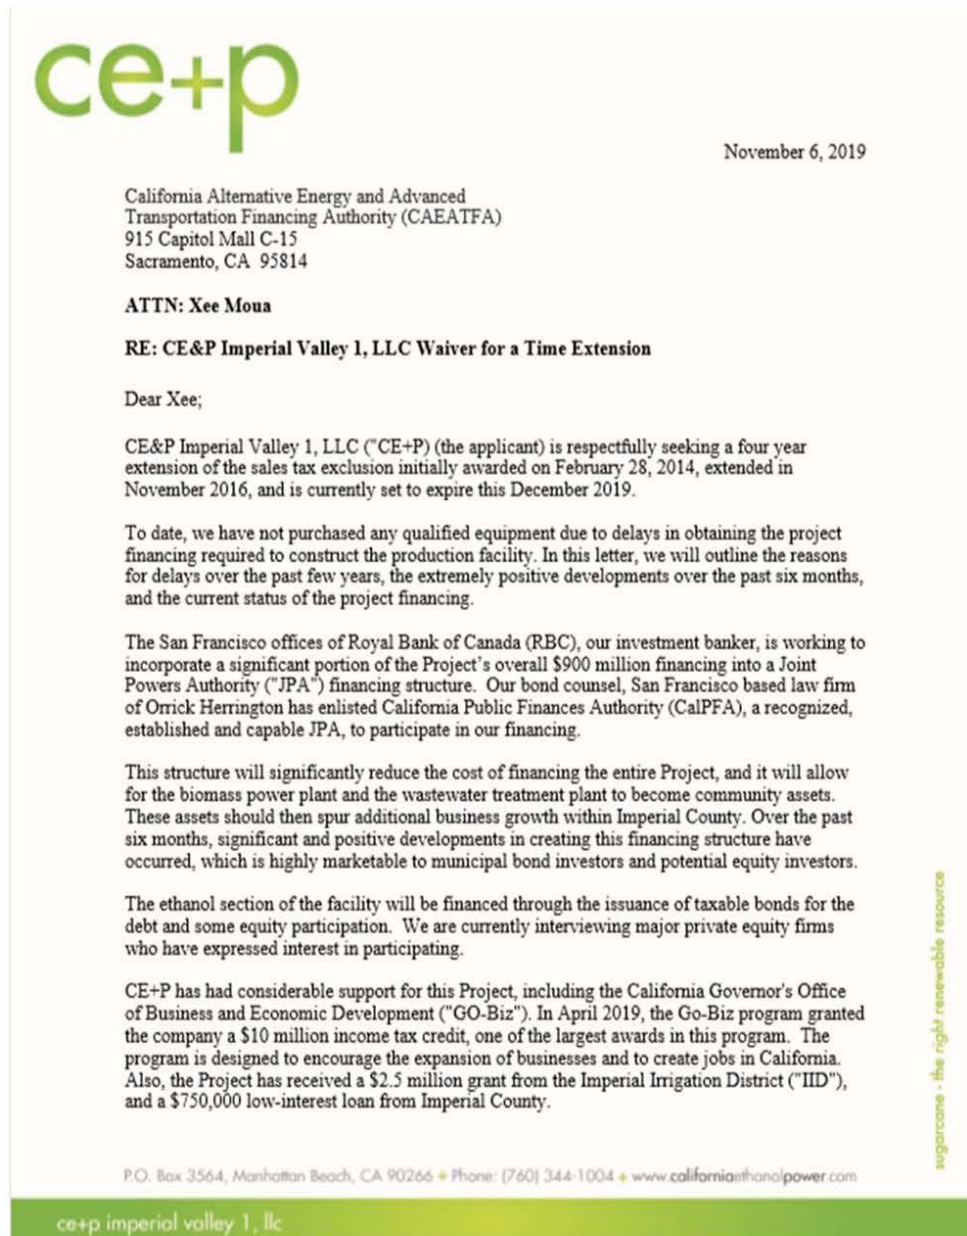 ce+p
November 6, 2019
California Alternative Energy and Advanced
Transportation Financing Authority (CAEATFA)
915 Capitol Mall C-15
Sacramento, CA 95814
ATTN: Xee Moua
RE: CE&P Imperial Valley 1, LLC Waiver for a Time Extension
Dear Xee;
CE&P Imperial Valley 1, LLC ("CE+P) (the applicant) is respectfully seeking a four year
extension of the sales tax exclusion initially awarded on February 28, 2014, extended in
November 2016, and is currently set to expire this December 2019.
To date, we have not purchased any qualified equipment due to delays in obtaining the project
financing required to construct the production facility. In this letter, we will outline the reasons
for delays over the past few years, the extremely positive developments over the past six months,
and the current status of the project financing.
The San Francisco offices of Royal Bank of Canada (RBC), our investment banker, is working to
incorporate a significant portion of the Project's overall $900 million financing into a Joint
Powers Authority ("JPA") financing structure. Our bond counsel, San Francisco based law firm
of Orrick Herrington has enlisted California Public Finances Authority (CalPFA), a recognized,
established and capable JPA, to participate in our financing.
This structure will significantly reduce the cost of financing the entire Project, and it will allow
for the biomass power plant and the wastewater treatment plant to become community assets.
These assets should then spur additional business growth within Imperial County. Over the past
six months, significant and positive developments in creating this financing structure have
occurred, which is highly marketable to municipal bond investors and potential equity investors.
The ethanol section of the facility will be financed through the issuance of taxable bonds for the
debt and some equity participation. We are currently interviewing major private equity firms
who have expressed interest in participating.
CE+P has had considerable support for this Project, including the California Governor's Office
of Business and Economic Development ("GO-Biz"). In April 2019, the Go-Biz program granted
the company a $10 million income tax credit, one of the largest awards in this program. The
program is designed to encourage the expansion of businesses and to create jobs in California.
Also, the Project has received a $2.5 million grant from the Imperial Irrigation District ("IID"),
and a $750,000 low-interest loan from Imperial County.
sugarcane - the right renewable resource
P.O. Box 3564, Manhattan Beach, CA 90266 + Phone: (760) 344-1004 + www.californiaethanolpower.com
ce+p imperial valley 1, llc